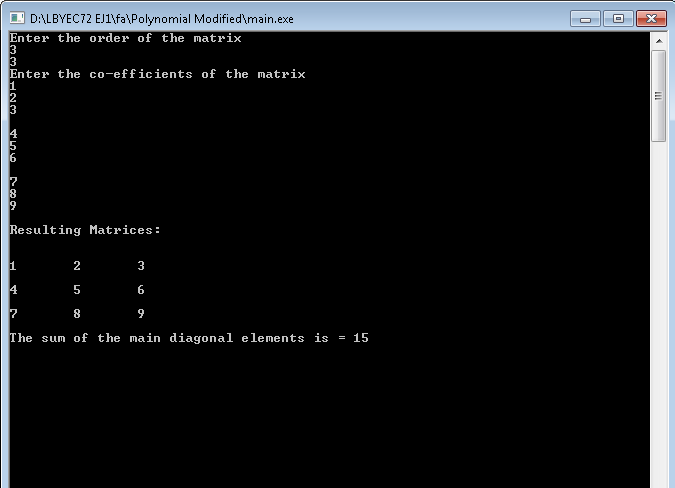 D:\LBYEC72 EJ1\fa\Polynomial Modified\main.exe
Enter the order of the matrix
3
3
Enter the co-efficients of the matrix
1
2
3
4
5
6
7
8
9
Resulting Matrices:
1 2 3
4 5 6
7 8 9
The sum of the main diagonal elements is = 15